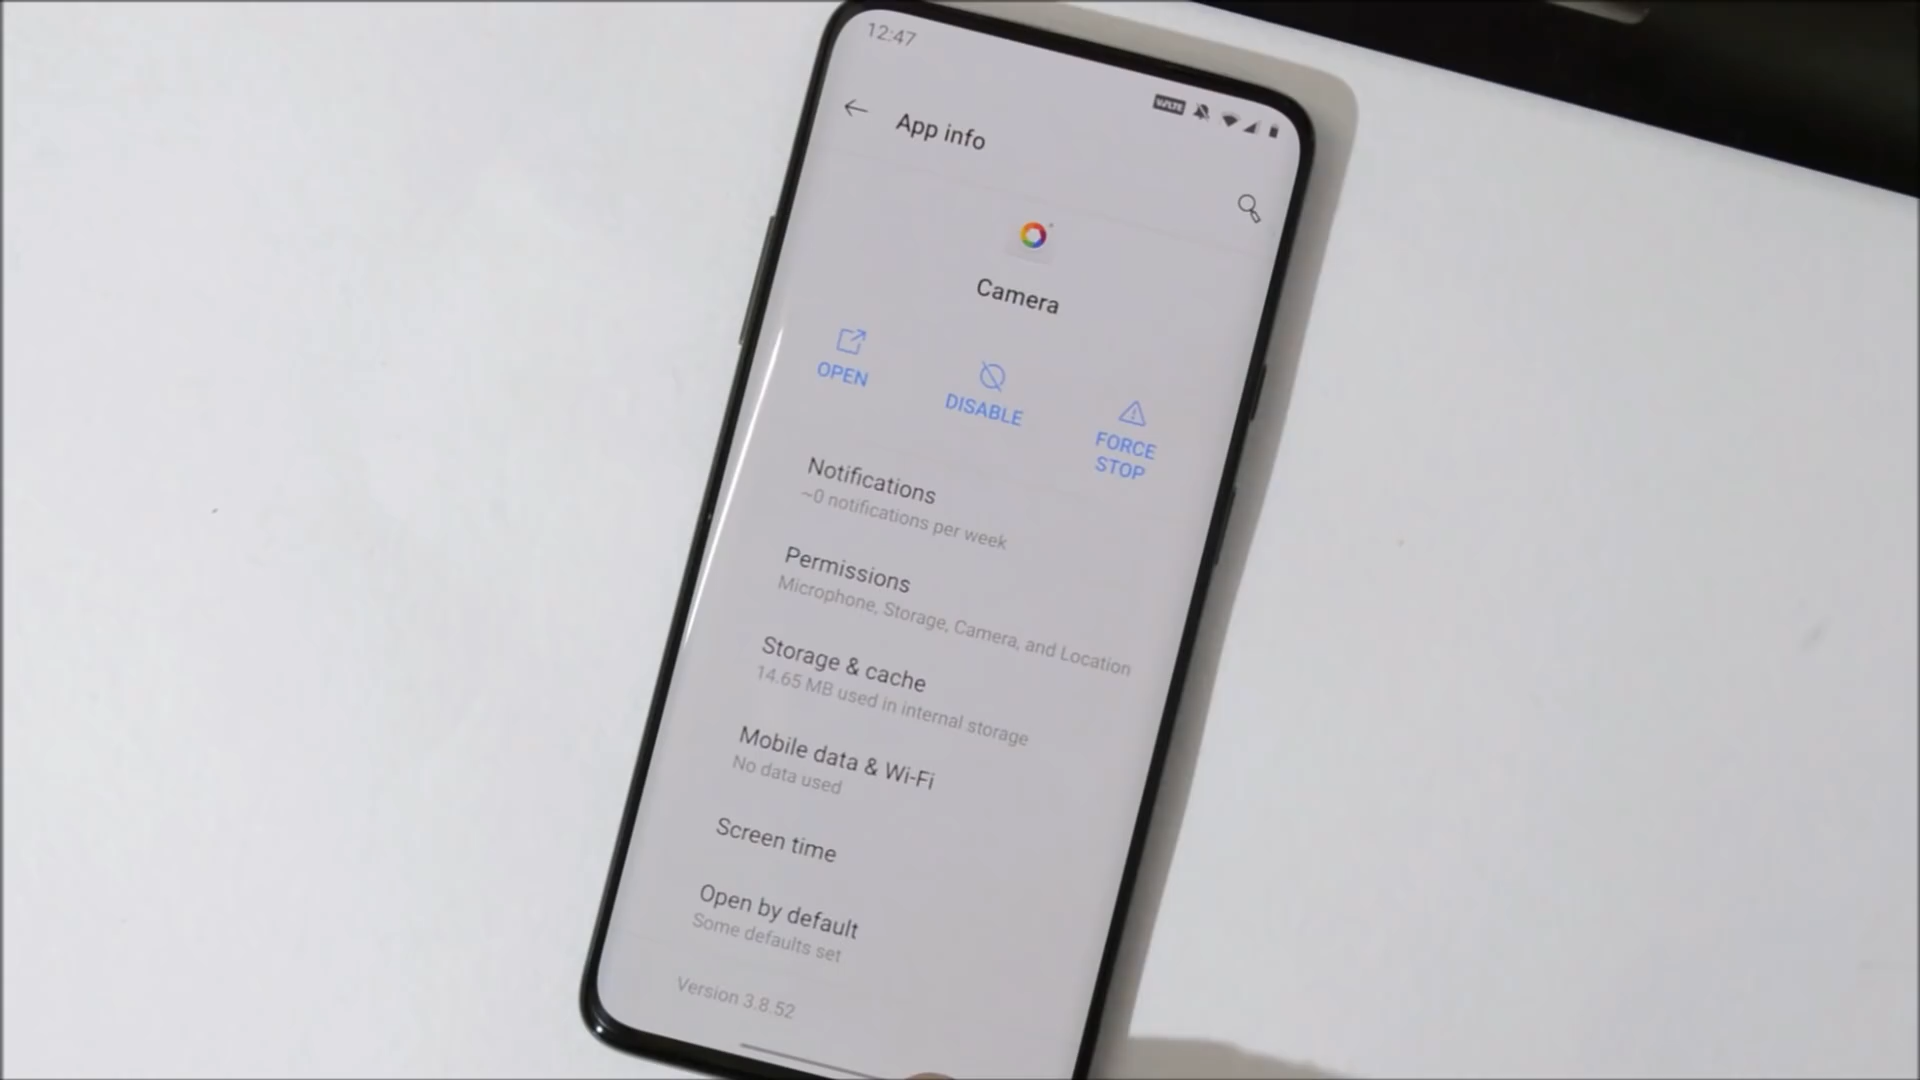 12:47
VoLTE
App info
Camera
OPEN
DISABLE
FORCE
STOP
Notifications
~0 notifications per week
Permissions
Microphone, Storage, Camera, and Location
Storage & cache
14.65 MB used in internal storage
Mobile data & Wi-Fi
No data used
Screen time
Open by default
Some defaults set
Version 3.8.52